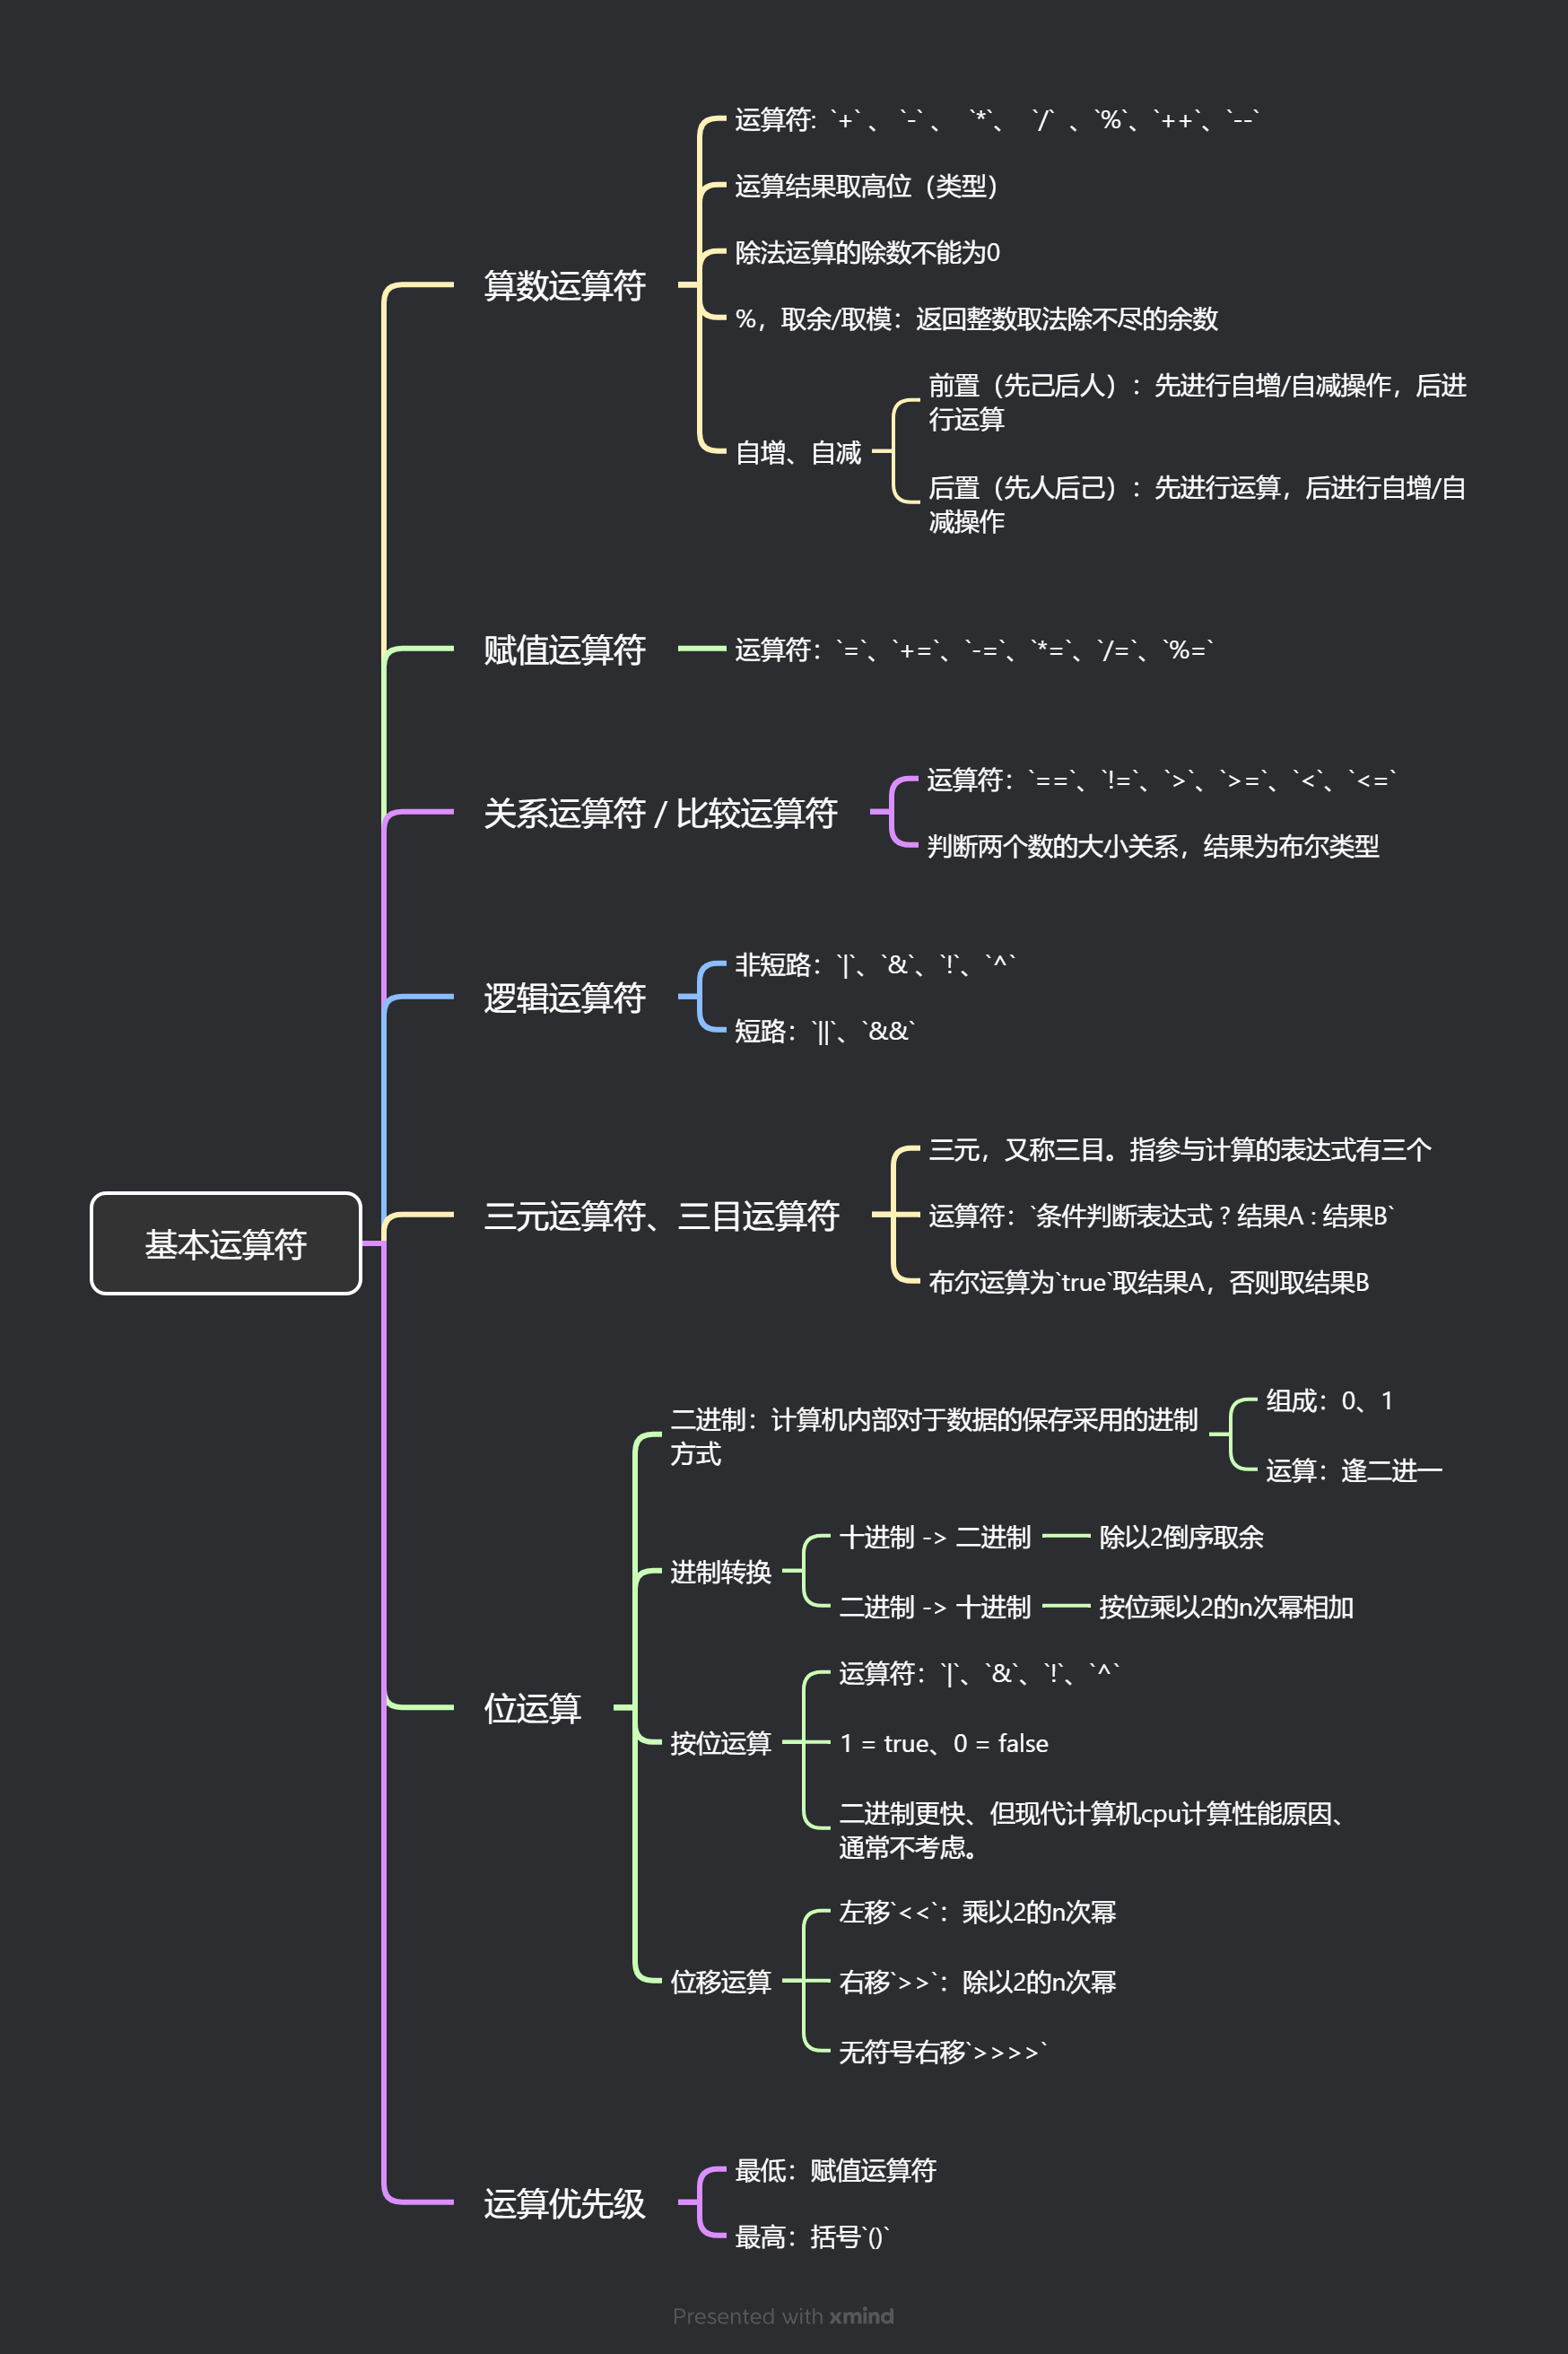 运算符:`+` 、 `-` 、  `*`、  `/`  、`%`、`++`、`--`
运算结果取高位（类型）
除法运算的除数不能为0
算数运算符
%，取余/取模：返回整数取法除不尽的余数
前置（先己后人）：先进行自增/自减操作，后进
行运算
自增、自减
后置（先人后己）：先进行运算，后进行自增/自
减操作
赋值运算符
运算符：`=`、`+=`、`-=`、`*=`、`/=`、`%=`
关系运算符 / 比较运算符
运算符：`==`、`!=`、`>`、`>=`、`<`、`<=`
判断两个数的大小关系，结果为布尔类型
逻辑运算符
非短路：`|`、`&`、`!`、`^`
短路：`||`、`&&`
三元运算符、三目运算符
三元，又称三目。指参与计算的表达式有三个
运算符：`条件判断表达式 ? 结果A : 结果B`
布尔运算为`true`取结果A，否则取结果B
基本运算符
二进制：计算机内部对于数据的保存采用的进制
方式
组成：0、1
运算：逢二进一
进制转换
十进制 -> 二进制
除以2倒序取余
二进制 -> 十进制
按位乘以2的n次幂相加
位运算
按位运算
运算符：`|`、`&`、`!`、`^`
1 = true、0 = false
二进制更快、但现代计算机cpu计算性能原因、
通常不考虑。
位移运算
左移`<<`：乘以2的n次幂
右移`>>`：除以2的n次幂
无符号右移`>>>>`
运算优先级
最低：赋值运算符
最高：括号`()`
Presented with xmind